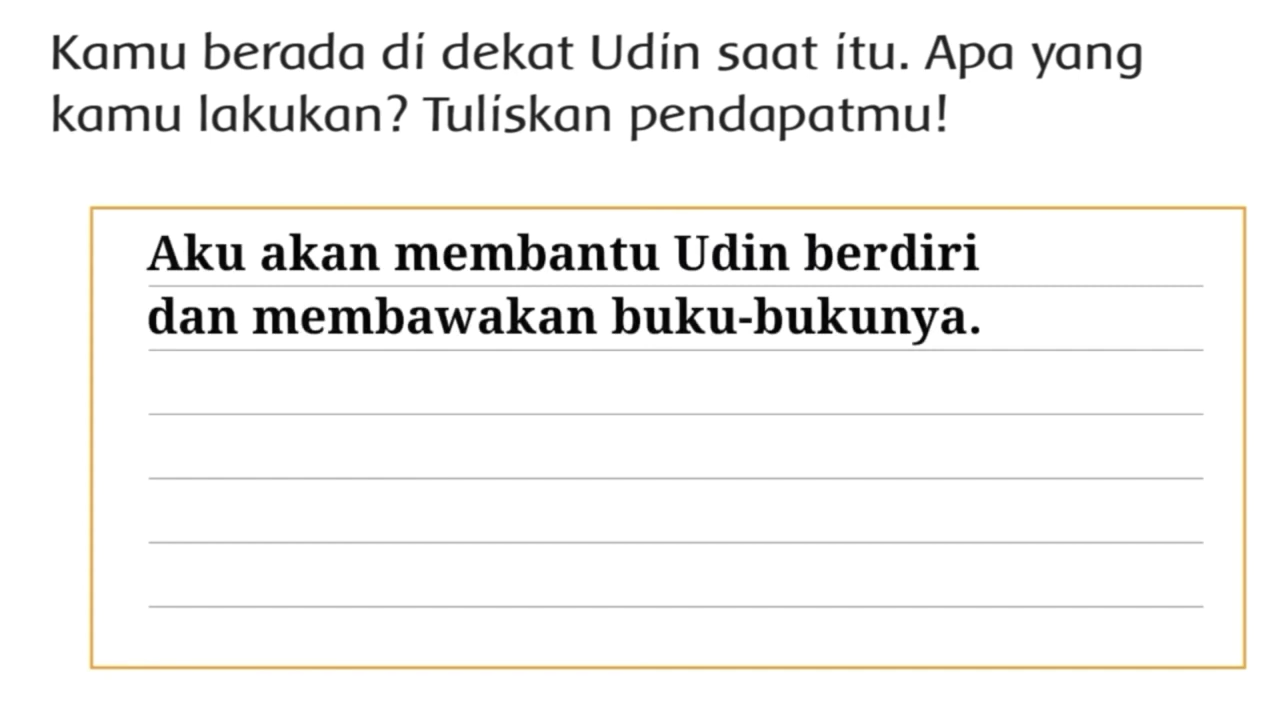 Kamu berada di dekat Udin saat itu. Apa yang
kamu lakukan? Tuliskan pendapatmu!
Aku akan membantu Udin berdiri
dan membawakan buku-bukunya.